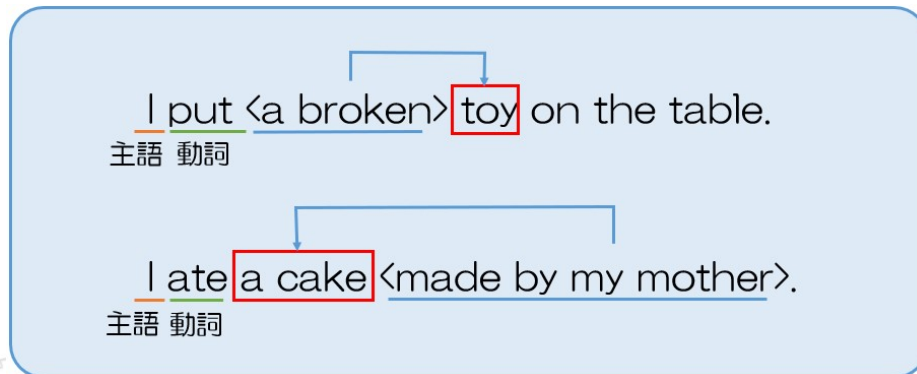 I put <a broken> toy on the table.
主語 動詞
I ate a cake <made by my mother>.
主語 動詞